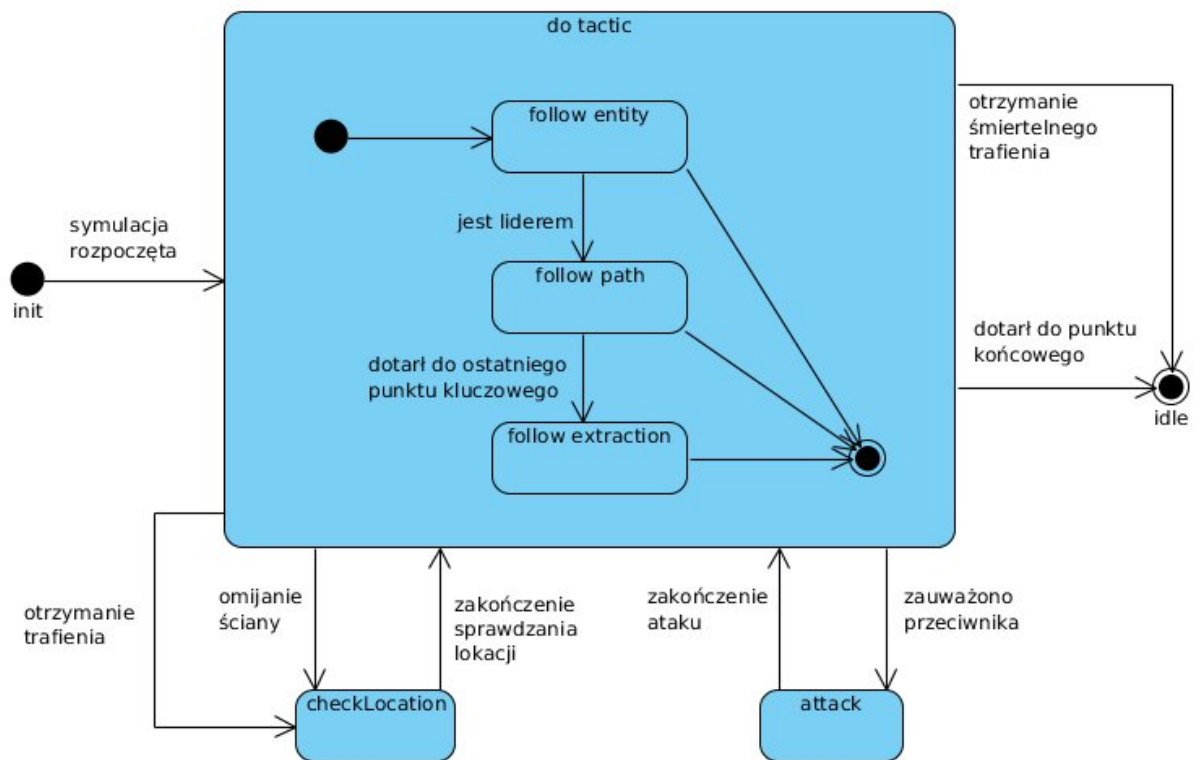 do tactic
follow entity
otrzymanie
śmiertelnego
trafienia
jest liderem
symulacja
rozpoczęta
follow path
init
dotarł do punktu
końcowego
dotarł do ostatniego
punktu kluczowego
idle
follow extraction
otrzymanie
trafienia
omijanie
ściany
zakończenie
sprawdzania
lokacji
zakończenie
ataku
zauważono
przeciwnika
checkLocation
attack